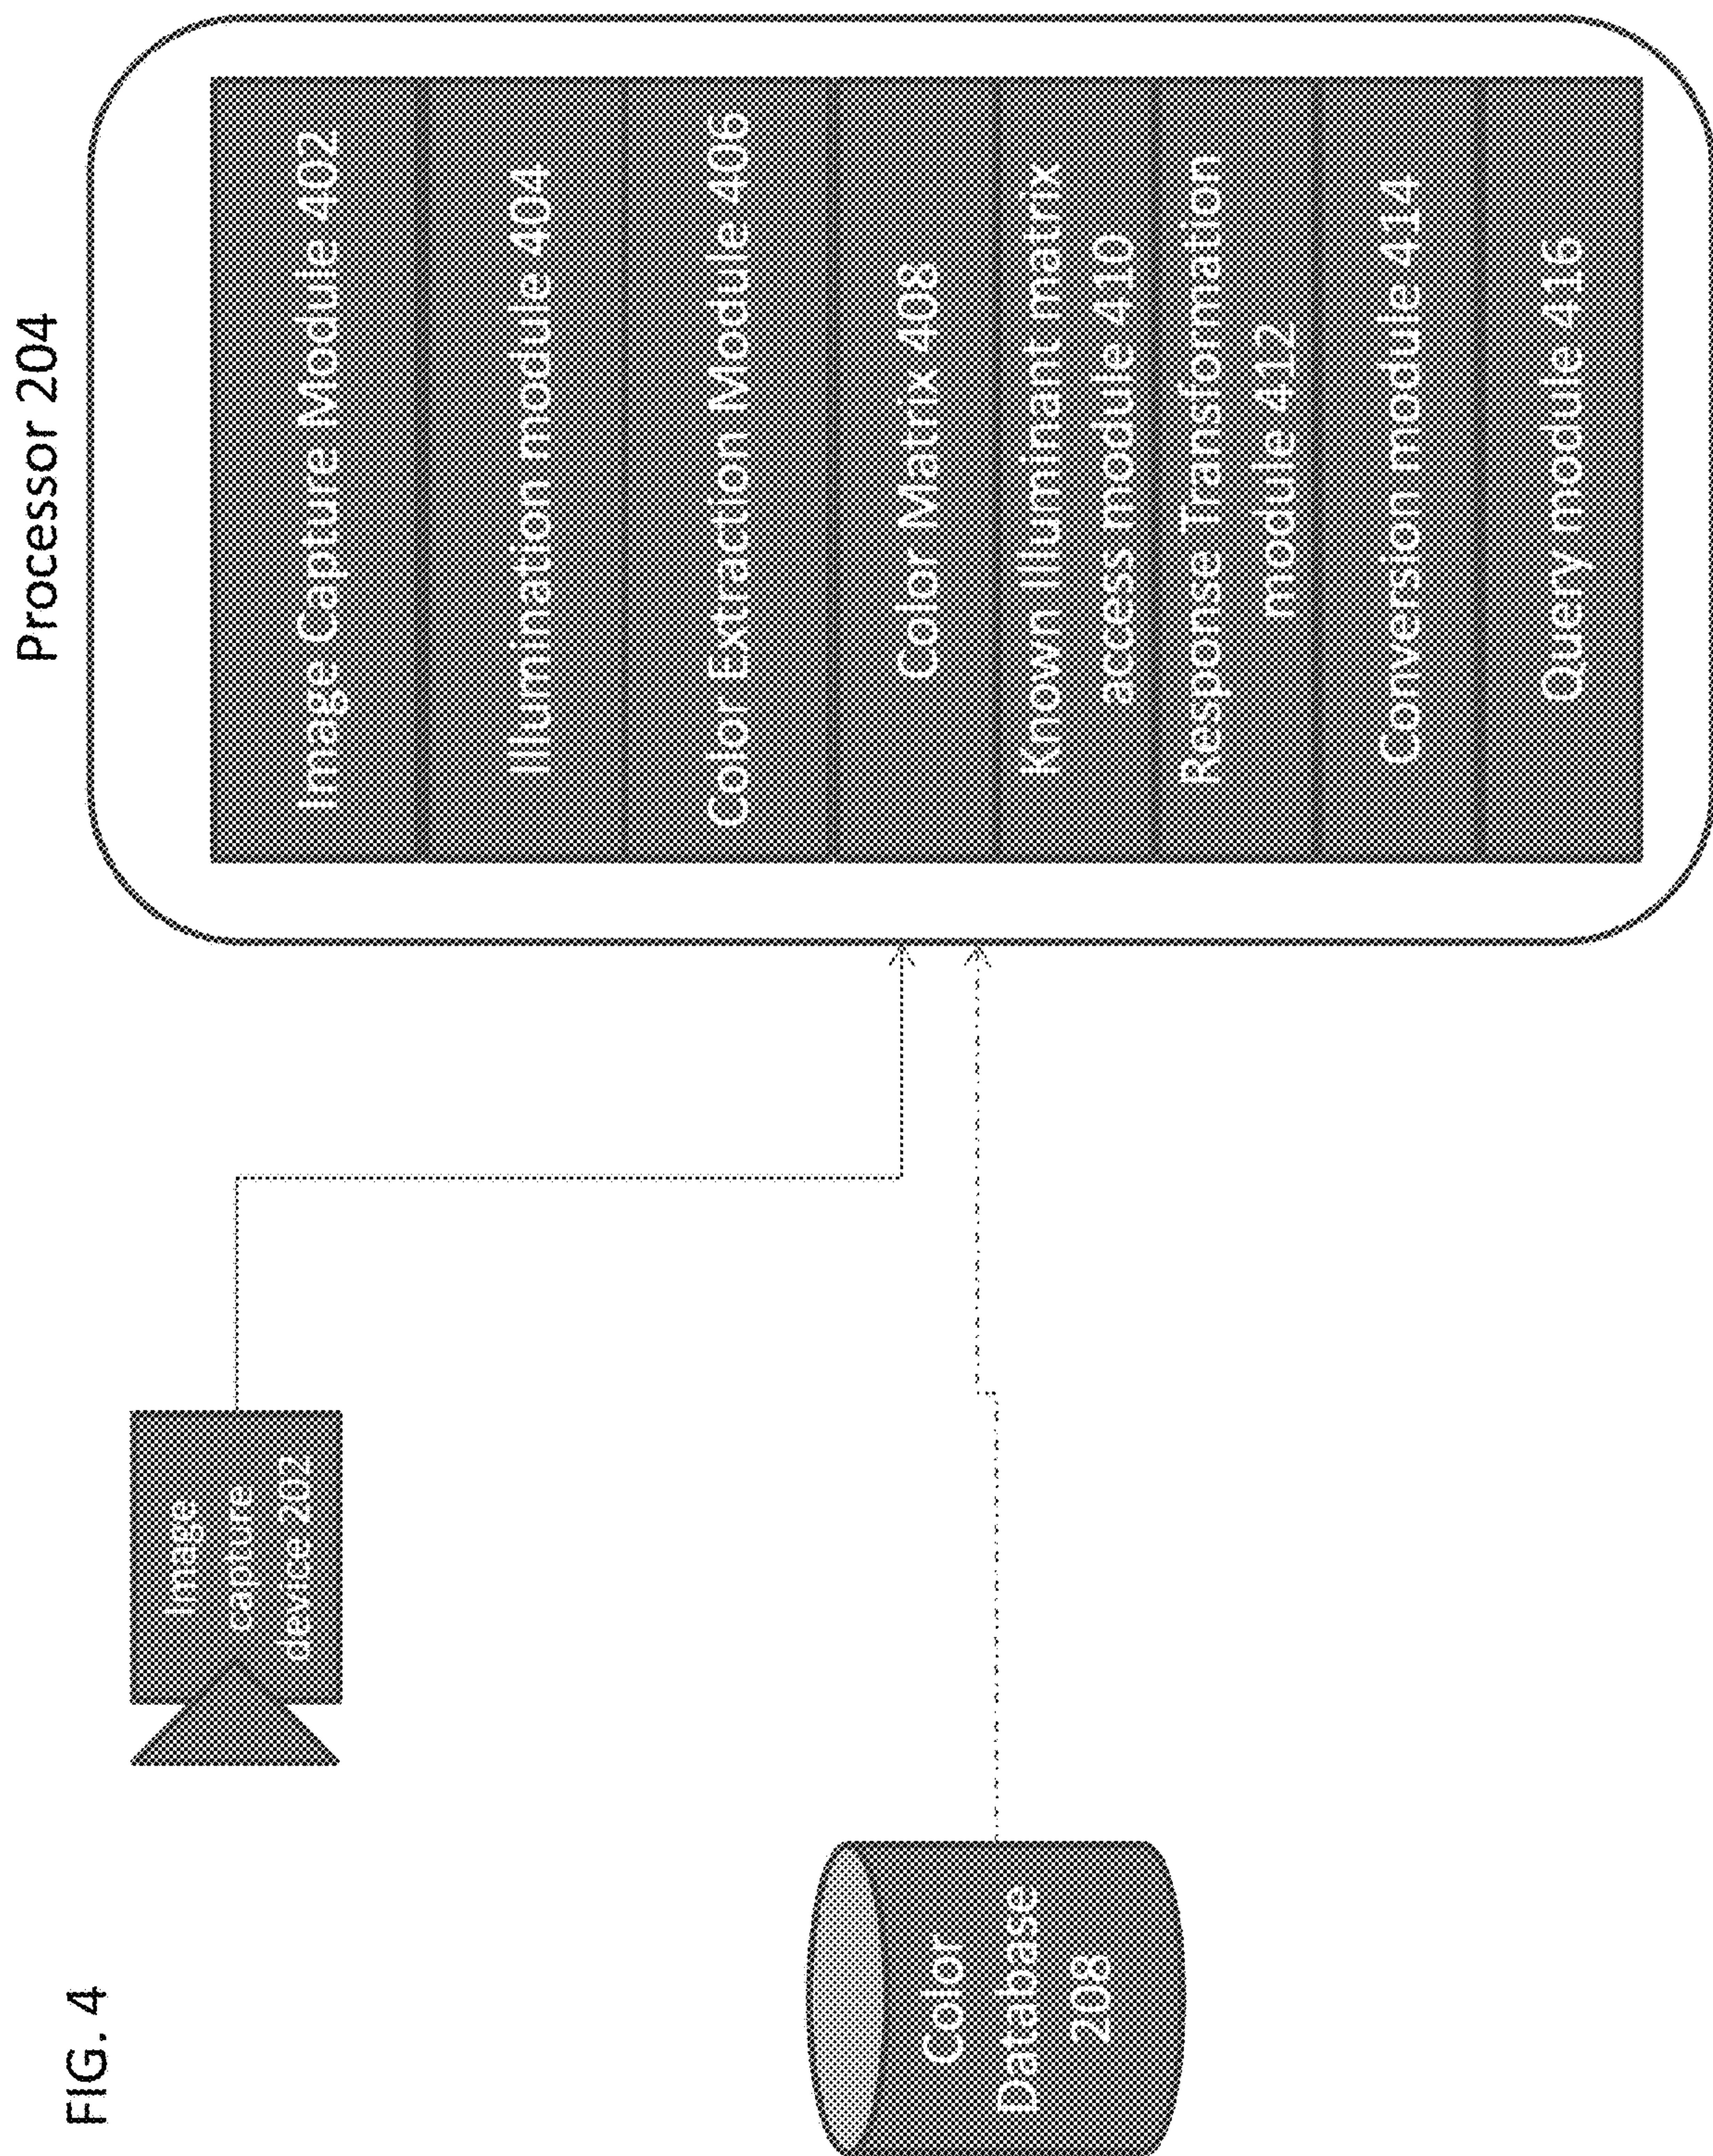 FIG. 4
Processor 204
Image
capture
device 202
Color
Database
208
Image Capture Module 402
Illumination module 404
Color Extraction Module 406
Color Matrix 408
Known illuminant matrix
access module 410
Response Transformation
module 412
Conversion module 414
Query module 416